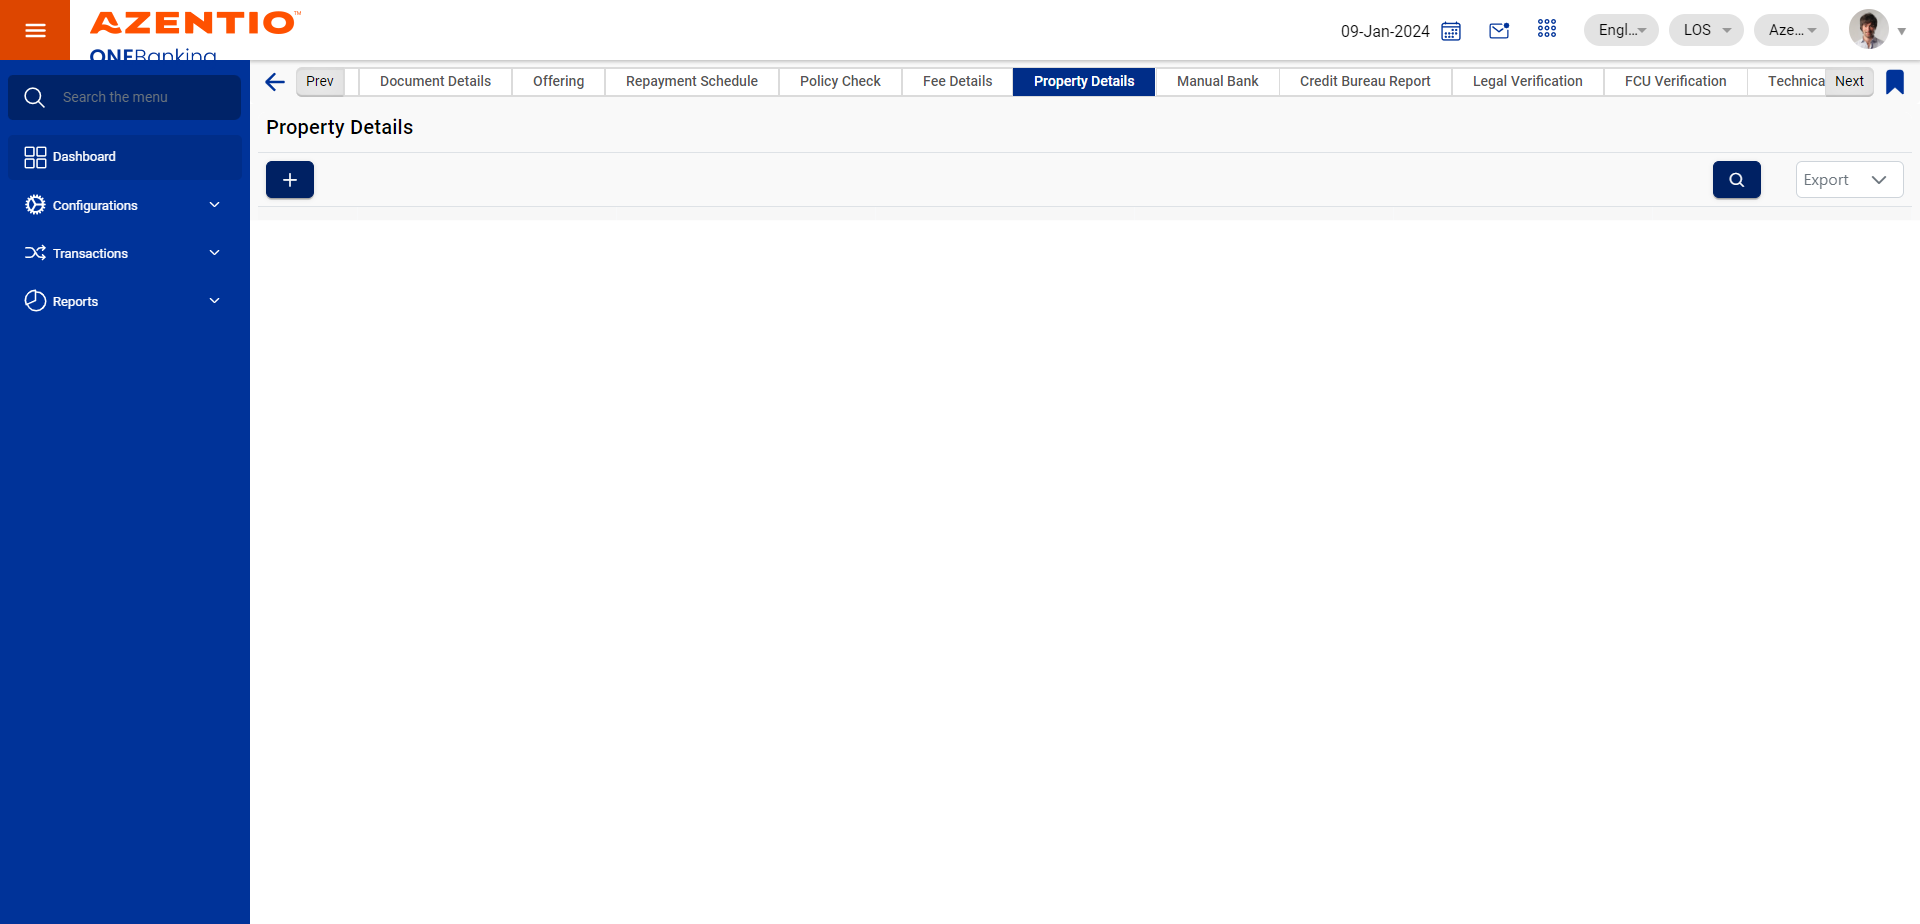 AZENTIO™
ONEBanking
09-Jan-2024
Engl...
LOS
Aze...
Search the menu
Dashboard
Configurations
Transactions
Reports
Prev
Document Details
Offering
Repayment Schedule
Policy Check
Fee Details
Property Details
Manual Bank
Credit Bureau Report
Legal Verification
FCU Verification
Technica
Next
Property Details
Export